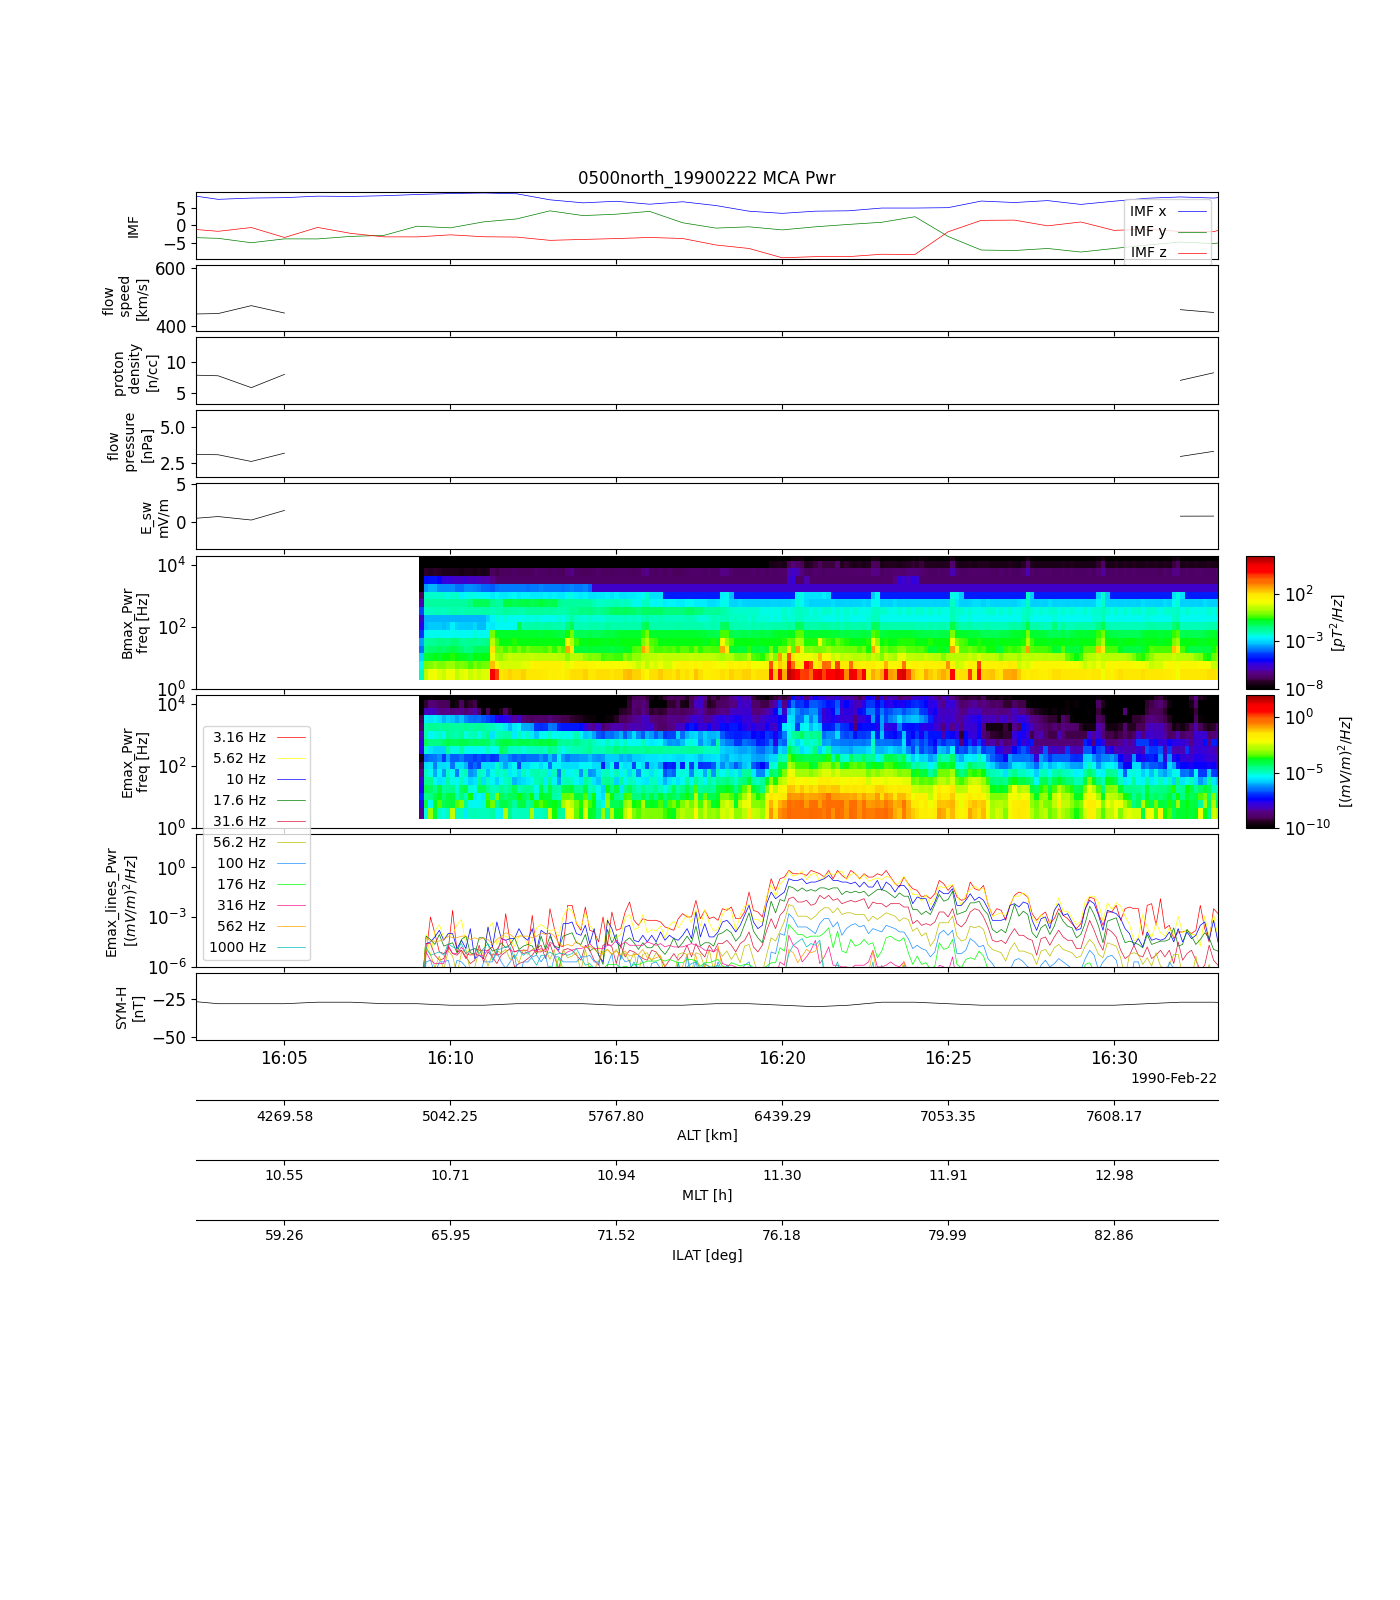 0500north_19900222 MCA Pwr
IMF
5
0
−5
IMF x
IMF y
IMF z
flow
speed
[km/s]
600
400
proton
density
[n/cc]
10
5
flow
pressure
[nPa]
5.0
2.5
E_sw
mV/m
5
0
Bmax_Pwr
freq [Hz]
10^4
10^2
10^0
10^2
10^−3
10^−8
[pT^2/Hz]
Emax_Pwr
freq [Hz]
10^4
10^2
10^0
10^0
10^−5
10^−10
[(mV/m)^2/Hz]
3.16 Hz
5.62 Hz
10 Hz
17.6 Hz
31.6 Hz
56.2 Hz
100 Hz
176 Hz
316 Hz
562 Hz
1000 Hz
Emax_lines_Pwr
[(mV/m)^2/Hz]
10^0
10^−3
10^−6
SYM-H
[nT]
−25
−50
16:05 16:10 16:15 16:20 16:25 16:30
1990-Feb-22
4269.58 5042.25 5767.80 6439.29 7053.35 7608.17
ALT [km]
10.55 10.71 10.94 11.30 11.91 12.98
MLT [h]
59.26 65.95 71.52 76.18 79.99 82.86
ILAT [deg]